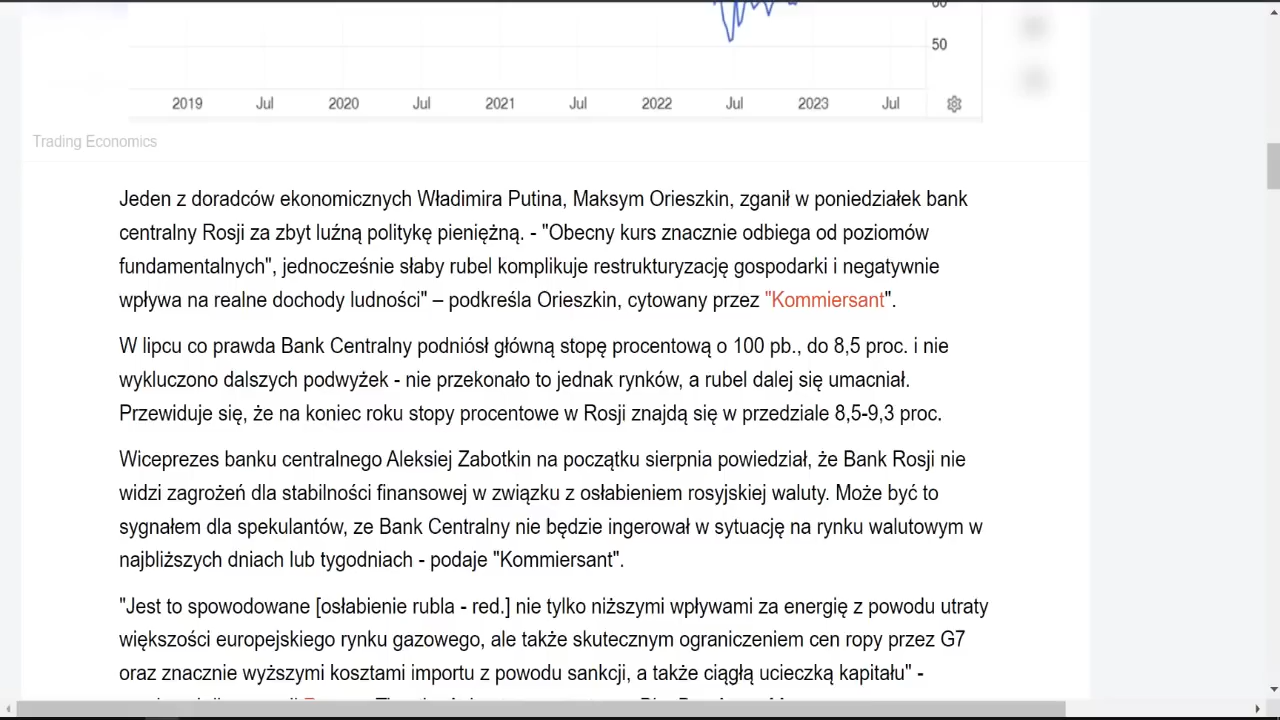 50
2019 Jul 2020 Jul 2021 Jul 2022 Jul 2023 Jul
Trading Economics
Jeden z doradców ekonomicznych Władimira Putina, Maksym Orieszkin, zganił w poniedziałek bank
centralny Rosji za zbyt luźną politykę pieniężną. - "Obecny kurs znacznie odbiega od poziomów
fundamentalnych", jednocześnie słaby rubel komplikuje restrukturyzację gospodarki i negatywnie
wpływa na realne dochody ludności" – podkreśla Orieszkin, cytowany przez "Kommiersant".
W lipcu co prawda Bank Centralny podniósł główną stopę procentową o 100 pb., do 8,5 proc. i nie
wykluczono dalszych podwyżek - nie przekonało to jednak rynków, a rubel dalej się umacniał.
Przewiduje się, że na koniec roku stopy procentowe w Rosji znajdą się w przedziale 8,5-9,3 proc.
Wiceprezes banku centralnego Aleksiej Zabotkin na początku sierpnia powiedział, że Bank Rosji nie
widzi zagrożeń dla stabilności finansowej w związku z osłabieniem rosyjskiej waluty. Może być to
sygnałem dla spekulantów, ze Bank Centralny nie będzie ingerował w sytuację na rynku walutowym w
najbliższych dniach lub tygodniach - podaje "Kommiersant".
"Jest to spowodowane [osłabienie rubla - red.] nie tylko niższymi wpływami za energię z powodu utraty
większości europejskiego rynku gazowego, ale także skutecznym ograniczeniem cen ropy przez G7
oraz znacznie wyższymi kosztami importu z powodu sankcji, a także ciągłą ucieczką kapitału" -